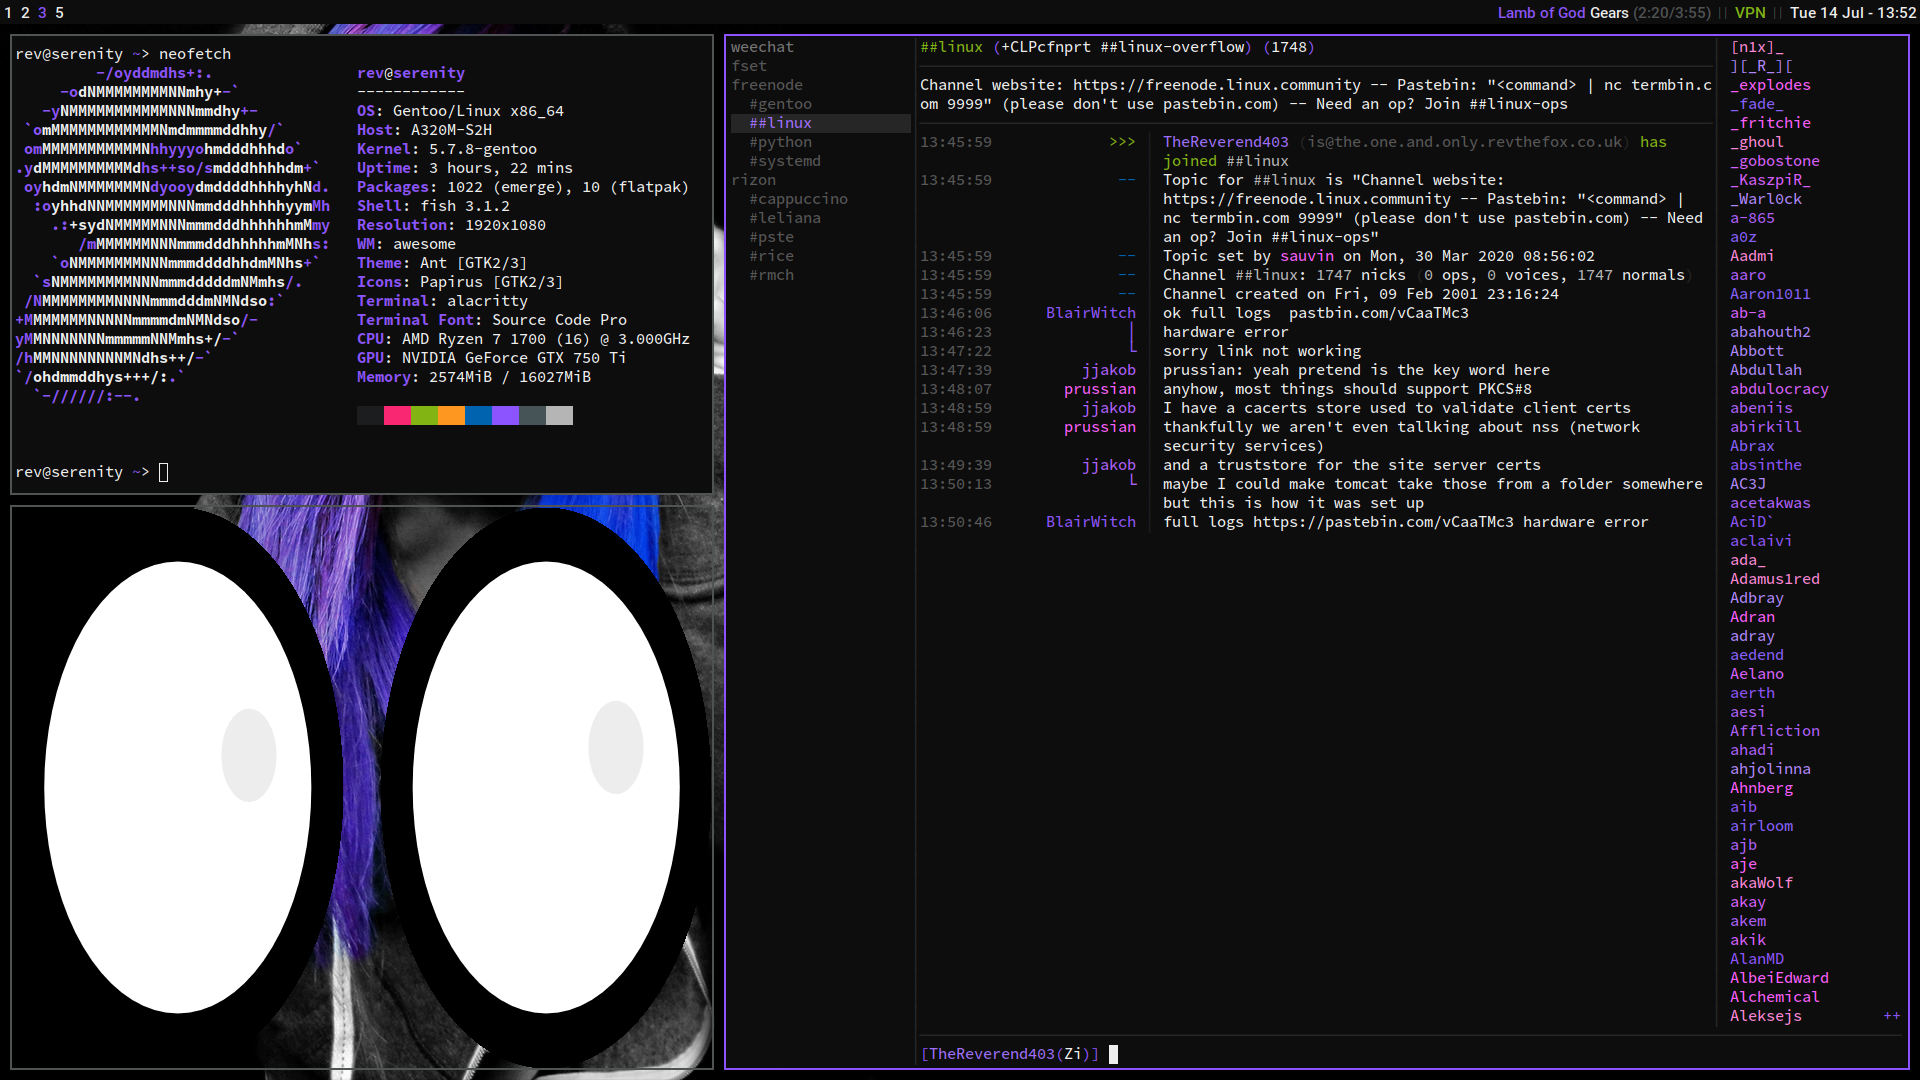 1 2 3 5
Lamb of God Gears (2:20/3:55) || VPN || Tue 14 Jul - 13:52
rev@serenity ~> neofetch
-/oyddmdhs+:.
-odNMMMMMMMMNNmhy+-`
-yNMMMMMMMMMMMNNNmmdhy+-
`omMMMMMMMMMMMMNmdmmmmddhhy/`
omMMMMMMMMMMMNhhyyyohmdddhhhdo`
.ydMMMMMMMMMMdhs++so/smdddhhhhdm+`
oyhdmNMMMMMMMNdyooydmddddhhhhyhNd.
:oyhhdNNMMMMMMMNNNmmdddhhhhhyymMh
.:+sydNMMMMMNNNmmmdddhhhhhhmMmy
/mMMMMMMNNNmmmdddhhhhhmMNhs:
`oNMMMMMMMNNNmmmddddhhdmMNhs+`
`sNMMMMMMMMNNNmmmdddddmNMmhs/.
/NMMMMMMMMNNNNmmmdddmNMNdso:`
+MMMMMMMNNNNNmmmmdmNMNdso/-
yMMNNNNNNNmmmmmNNMmhs+/-`
/hMMNNNNNNNNMNdhs++/-`
`/ohdmmddhys+++/:.`
`-//////:--.
rev@serenity
------------
OS: Gentoo/Linux x86_64
Host: A320M-S2H
Kernel: 5.7.8-gentoo
Uptime: 3 hours, 22 mins
Packages: 1022 (emerge), 10 (flatpak)
Shell: fish 3.1.2
Resolution: 1920x1080
WM: awesome
Theme: Ant [GTK2/3]
Icons: Papirus [GTK2/3]
Terminal: alacritty
Terminal Font: Source Code Pro
CPU: AMD Ryzen 7 1700 (16) @ 3.000GHz
GPU: NVIDIA GeForce GTX 750 Ti
Memory: 2574MiB / 16027MiB
rev@serenity ~>
weechat
fset
freenode
#gentoo
##linux
#python
#systemd
rizon
#cappuccino
#leliana
#pste
#rice
#rmch
##linux (+CLPcfnprt ##linux-overflow) (1748)
Channel website: https://freenode.linux.community -- Pastebin: "<command> | nc termbin.c
om 9999" (please don't use pastebin.com) -- Need an op? Join ##linux-ops
13:45:59 >>> TheReverend403 (is@the.one.and.only.revthefox.co.uk) has
joined ##linux
13:45:59 -- Topic for ##linux is "Channel website:
https://freenode.linux.community -- Pastebin: "<command> |
nc termbin.com 9999" (please don't use pastebin.com) -- Need
an op? Join ##linux-ops"
13:45:59 -- Topic set by sauvin on Mon, 30 Mar 2020 08:56:02
13:45:59 -- Channel ##linux: 1747 nicks (0 ops, 0 voices, 1747 normals)
13:45:59 -- Channel created on Fri, 09 Feb 2001 23:16:24
13:46:06 BlairWitch ok full logs  pastbin.com/vCaaTMc3
13:46:23 │ hardware error
13:47:22 └ sorry link not working
13:47:39 jjakob prussian: yeah pretend is the key word here
13:48:07 prussian anyhow, most things should support PKCS#8
13:48:59 jjakob I have a cacerts store used to validate client certs
13:48:59 prussian thankfully we aren't even tallking about nss (network
security services)
13:49:39 jjakob and a truststore for the site server certs
13:50:13 └ maybe I could make tomcat take those from a folder somewhere
but this is how it was set up
13:50:46 BlairWitch full logs https://pastebin.com/vCaaTMc3 hardware error
[TheReverend403(Zi)]
[n1x]_
][_R_][
_explodes
_fade_
_fritchie
_ghoul
_gobostone
_KaszpiR_
_Warl0ck
a-865
a0z
Aadmi
aaro
Aaron1011
ab-a
abahouth2
Abbott
Abdullah
abdulocracy
abeniis
abirkill
Abrax
absinthe
AC3J
acetakwas
AciD`
aclaivi
ada_
Adamus1red
Adbray
Adran
adray
aedend
Aelano
aerth
aesi
Affliction
ahadi
ahjolinna
Ahnberg
aib
airloom
ajb
aje
akaWolf
akay
akem
akik
AlanMD
AlbeiEdward
Alchemical
Aleksejs ++